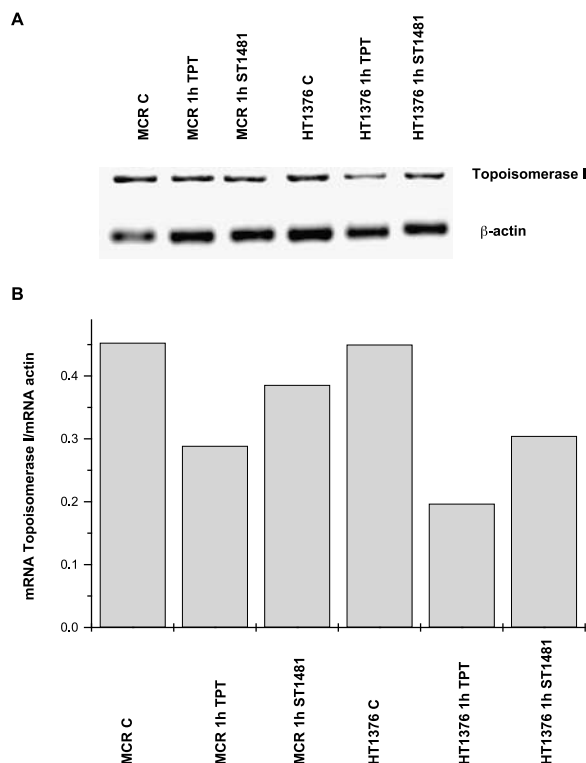 A
MCR C
MCR 1h TPT
MCR 1h ST1481
HT1376 C
HT1376 1h TPT
HT1376 1h ST1481
Topoisomerase I
β-actin
B
mRNA Topoisomerase I/mRNA actin
0.4
0.3
0.2
0.1
0.0
MCR C
MCR 1h TPT
MCR 1h ST1481
HT1376 C
HT1376 1h TPT
HT1376 1h ST1481